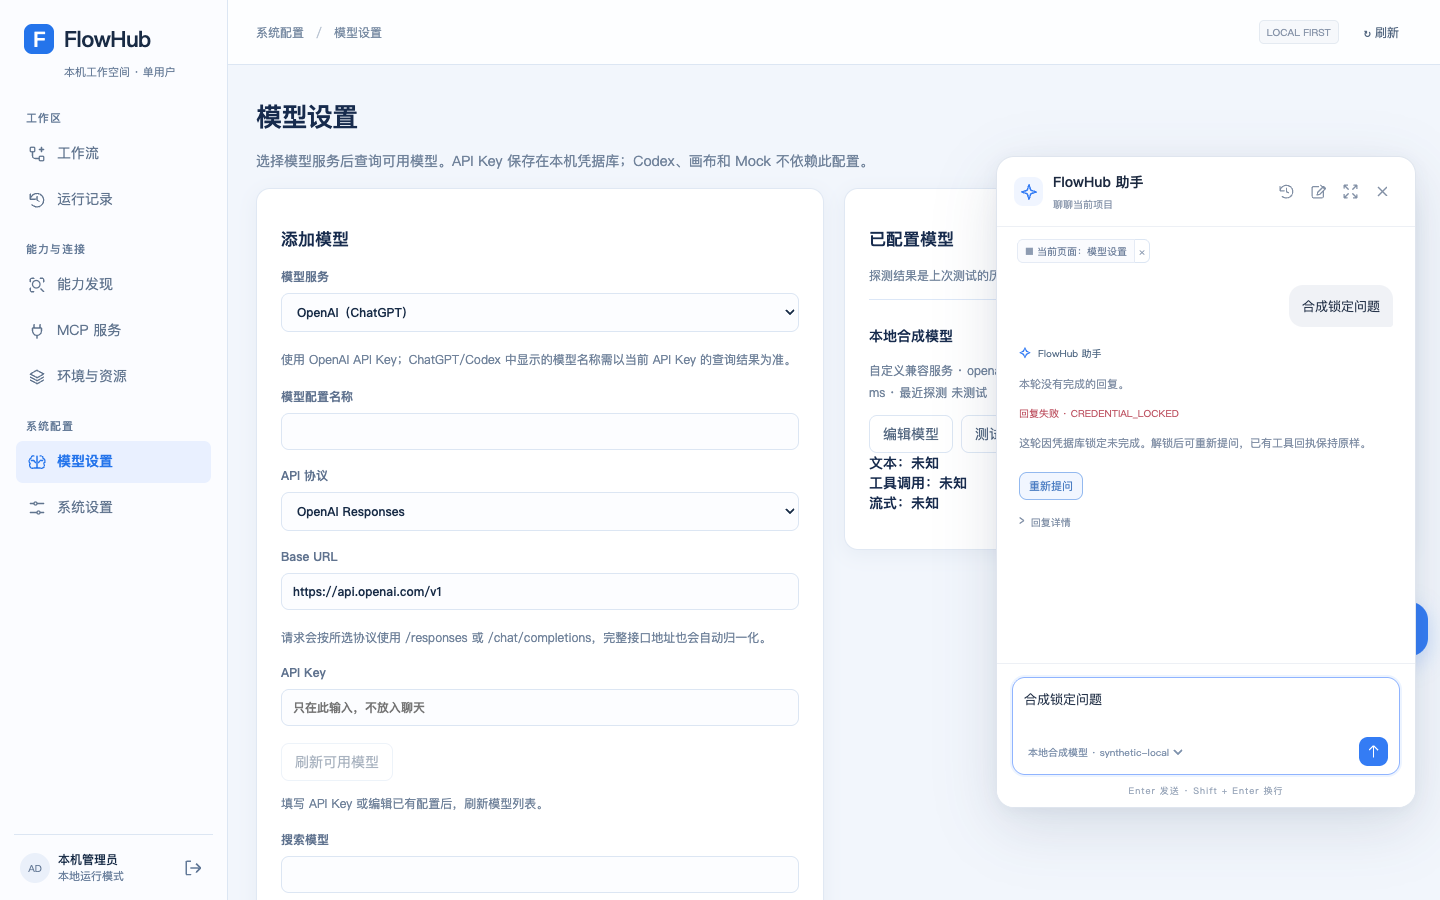 F FlowHub
本机工作空间 · 单用户
工作区
工作流
运行记录
能力与连接
能力发现
MCP 服务
环境与资源
系统配置
模型设置
系统设置
AD
本机管理员
本地运行模式
系统配置 / 模型设置
LOCAL FIRST
↻ 刷新
模型设置
选择模型服务后查询可用模型。API Key 保存在本机凭据库；Codex、画布和 Mock 不依赖此配置。
添加模型
模型服务
OpenAI（ChatGPT）
使用 OpenAI API Key；ChatGPT/Codex 中显示的模型名称需以当前 API Key 的查询结果为准。
模型配置名称
API 协议
OpenAI Responses
Base URL
https://api.openai.com/v1
请求会按所选协议使用 /responses 或 /chat/completions，完整接口地址也会自动归一化。
API Key
只在此输入，不放入聊天
刷新可用模型
填写 API Key 或编辑已有配置后，刷新模型列表。
搜索模型
已配置模型
探测结果是上次测试的历
本地合成模型
自定义兼容服务 · opena
ms · 最近探测 未测试
编辑模型
测试
文本：未知
工具调用：未知
流式：未知
FlowHub 助手
聊聊当前项目
当前页面：模型设置 ×
合成锁定问题
FlowHub 助手
本轮没有完成的回复。
回复失败 · CREDENTIAL_LOCKED
这轮因凭据库锁定未完成。解锁后可重新提问，已有工具回执保持原样。
重新提问
回复详情
合成锁定问题
本地合成模型 · synthetic-local
Enter 发送 · Shift + Enter 换行